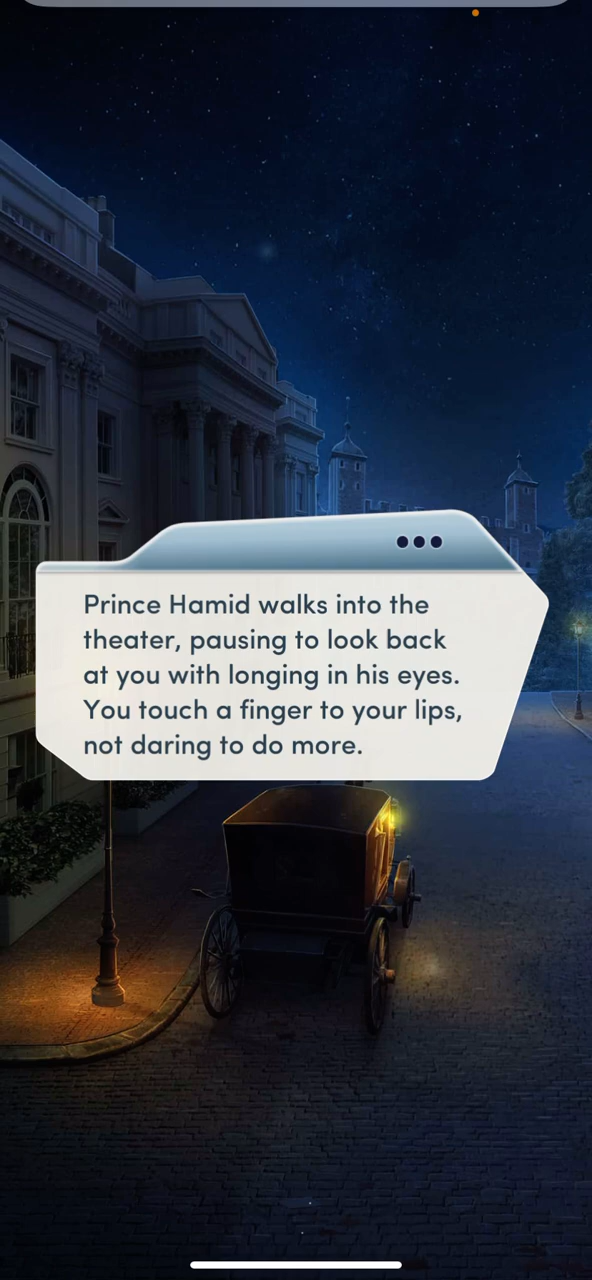 Prince Hamid walks into the
theater, pausing to look back
at you with longing in his eyes.
You touch a finger to your lips,
not daring to do more.